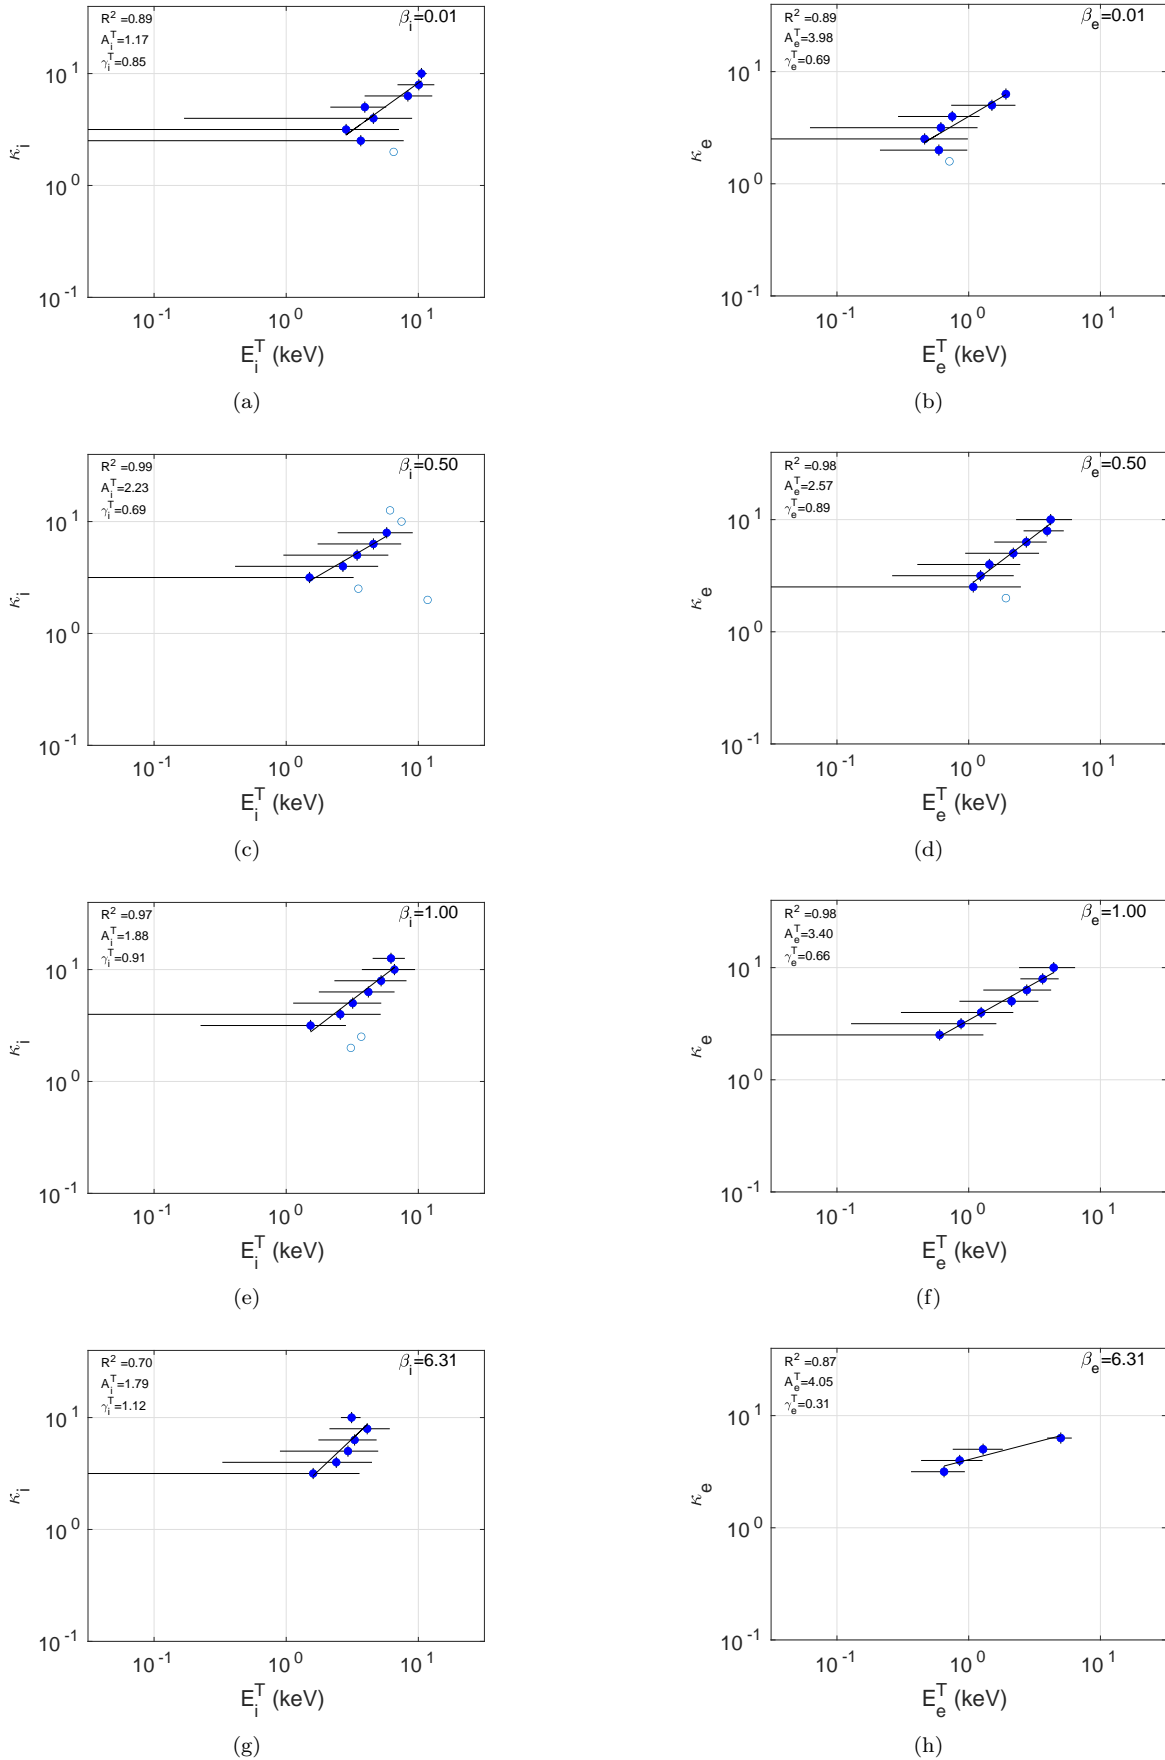 R² =0.89
A_i^T=1.17
γ_i^T=0.85
β_i=0.01
10^1
10^0
10^-1
κ_i
10^-1 10^0 10^1
E_i^T (keV)
(a)
R² =0.89
A_e^T=3.98
γ_e^T=0.69
β_e=0.01
10^1
10^0
10^-1
κ_e
10^-1 10^0 10^1
E_e^T (keV)
(b)
R² =0.99
A_i^T=2.23
γ_i^T=0.69
β_i=0.50
10^1
10^0
10^-1
κ_i
10^-1 10^0 10^1
E_i^T (keV)
(c)
R² =0.98
A_e^T=2.57
γ_e^T=0.89
β_e=0.50
10^1
10^0
10^-1
κ_e
10^-1 10^0 10^1
E_e^T (keV)
(d)
R² =0.97
A_i^T=1.88
γ_i^T=0.91
β_i=1.00
10^1
10^0
10^-1
κ_i
10^-1 10^0 10^1
E_i^T (keV)
(e)
R² =0.98
A_e^T=3.40
γ_e^T=0.66
β_e=1.00
10^1
10^0
10^-1
κ_e
10^-1 10^0 10^1
E_e^T (keV)
(f)
R² =0.70
A_i^T=1.79
γ_i^T=1.12
β_i=6.31
10^1
10^0
10^-1
κ_i
10^-1 10^0 10^1
E_i^T (keV)
(g)
R² =0.87
A_e^T=4.05
γ_e^T=0.31
β_e=6.31
10^1
10^0
10^-1
κ_e
10^-1 10^0 10^1
E_e^T (keV)
(h)